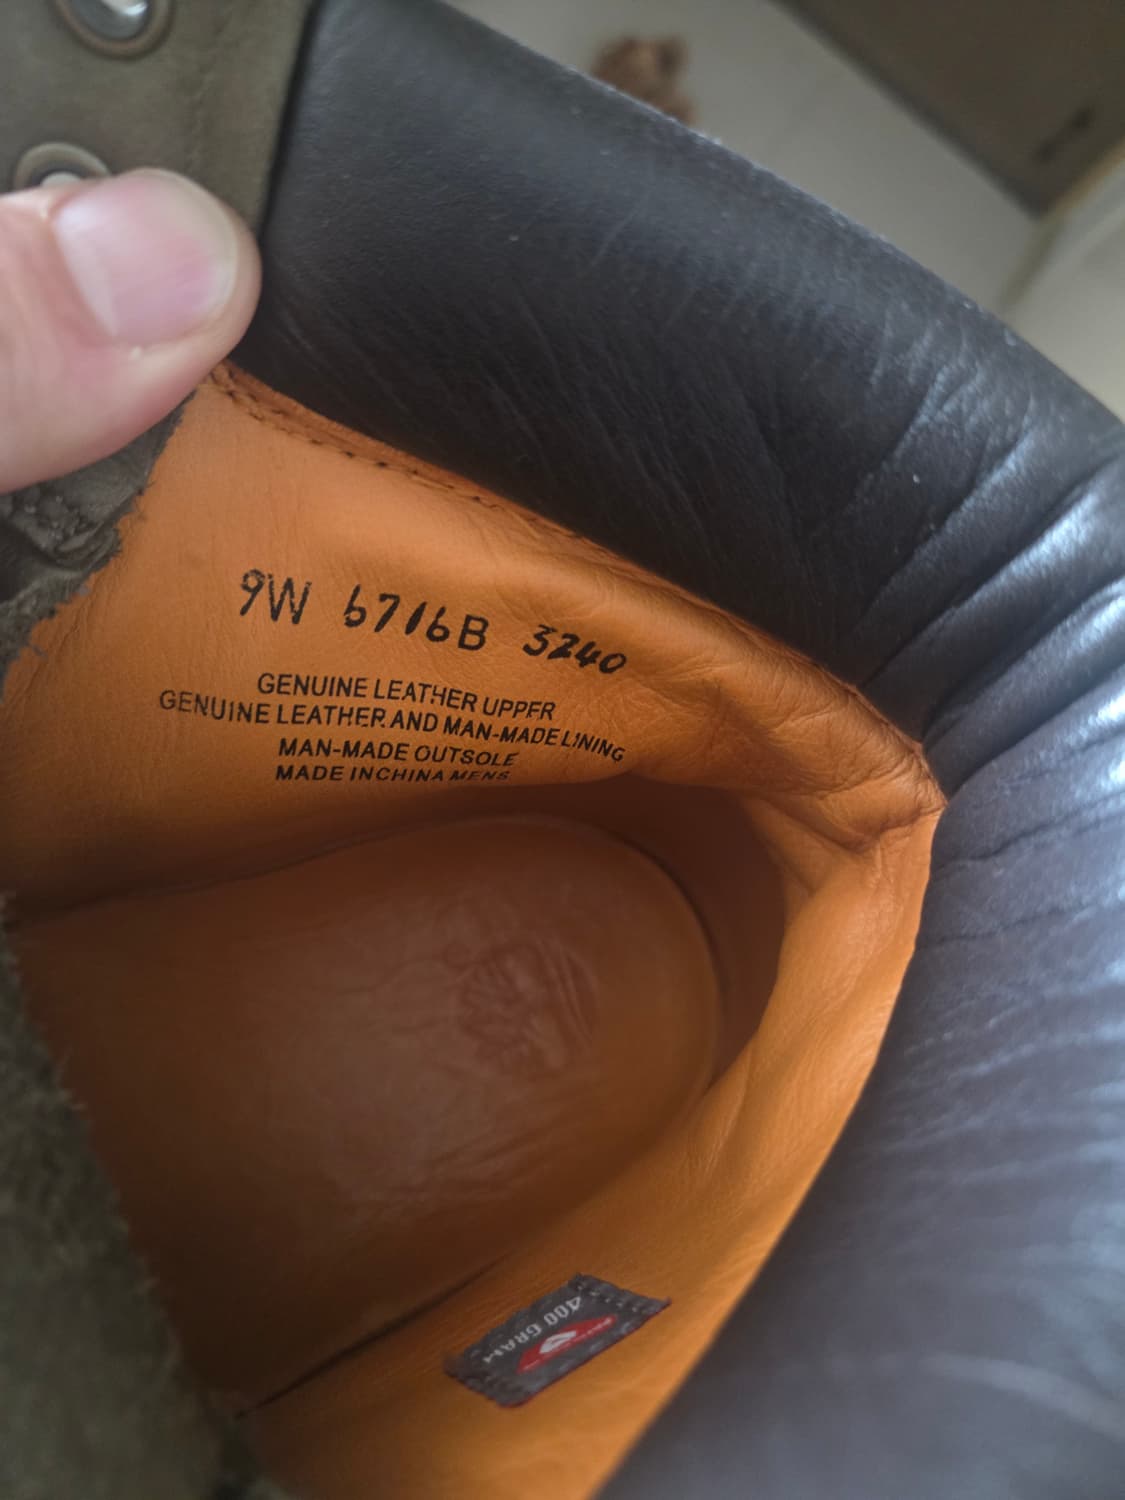 9W 6716B 3240
GENUINE LEATHER UPPER
GENUINE LEATHER AND MAN-MADE LINING
MAN-MADE OUTSOLE
MADE IN CHINA MENS
400 GRAM